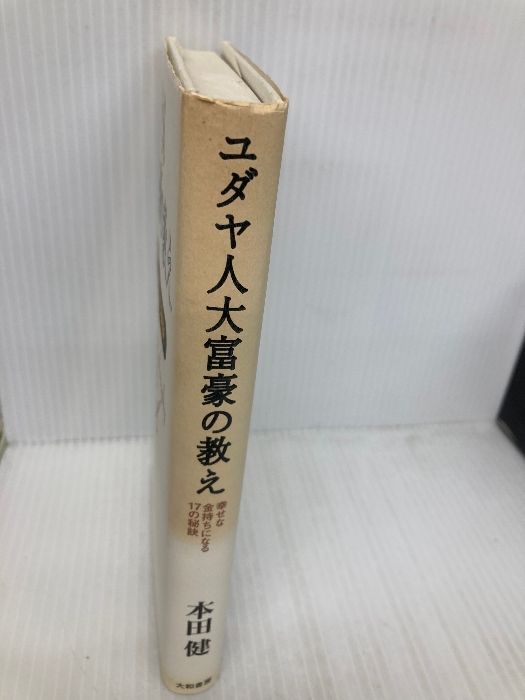 ユダヤ人大富豪の教え
幸せな
金持ちになる
17の秘訣
本田健
大和書房